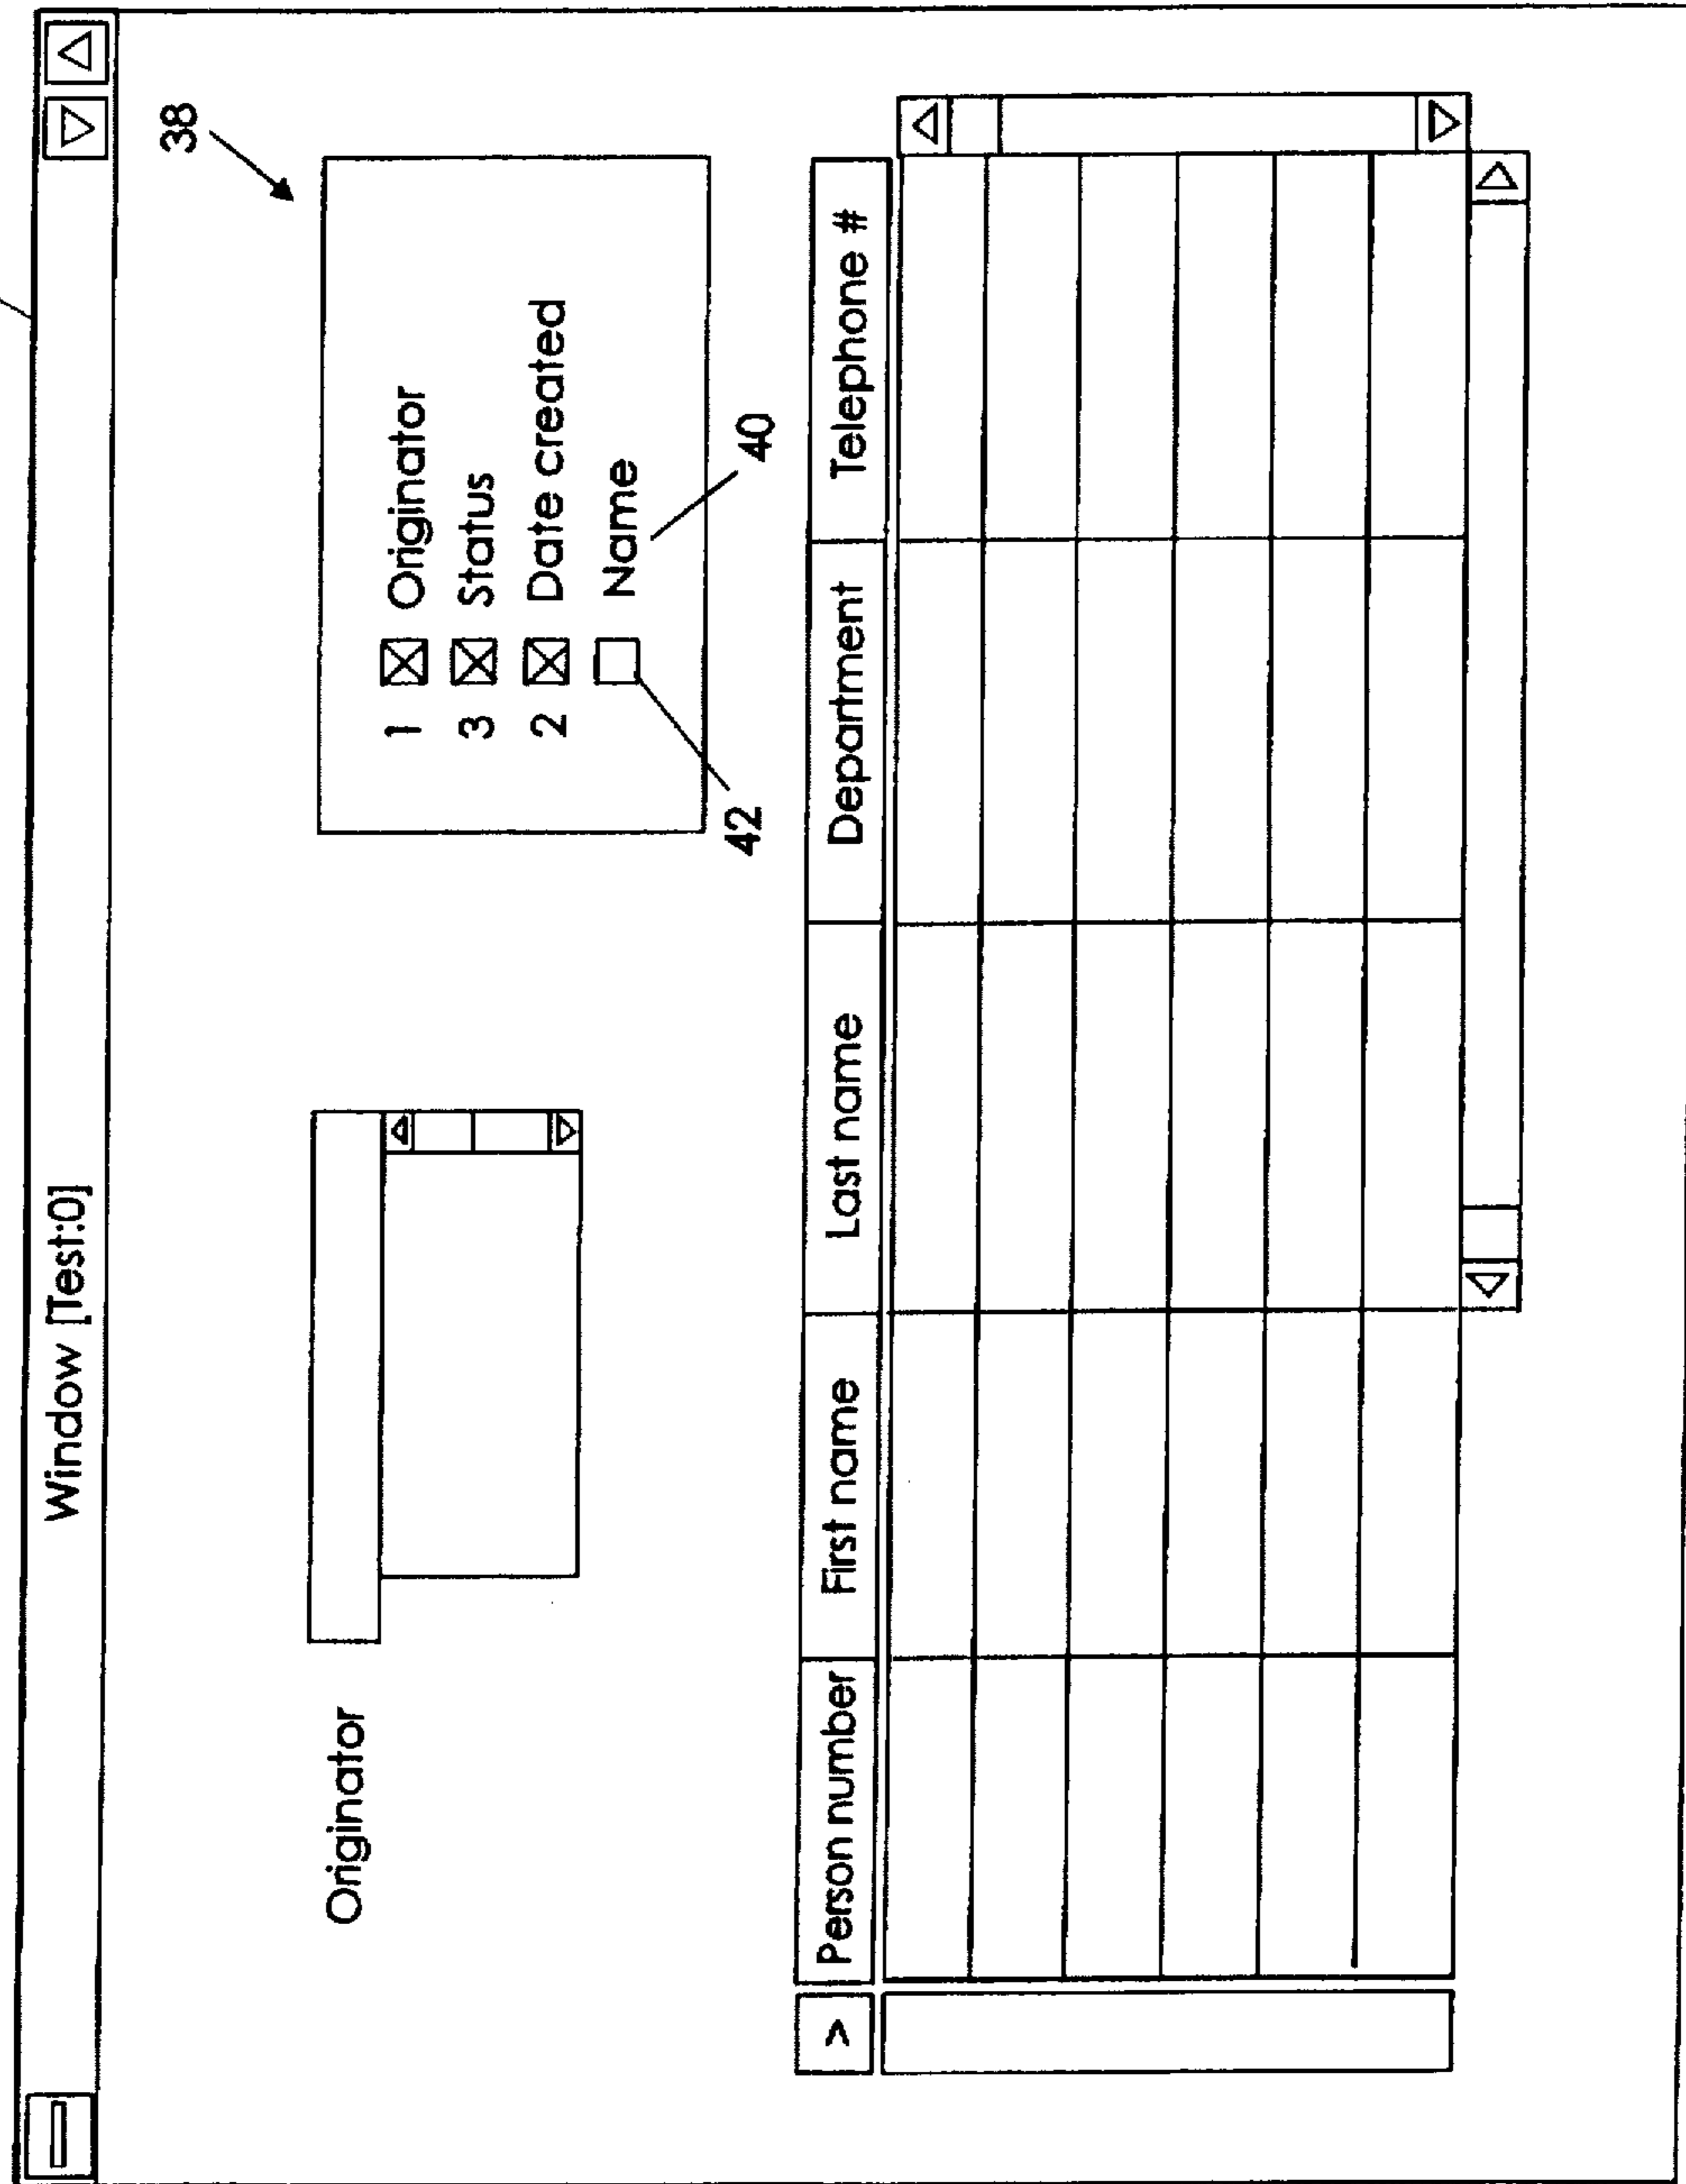 Window [Test:0]
38
Originator
1 Originator
3 Status
2 Date created
Name
42
40
> Person number First name Last name Department Telephone #